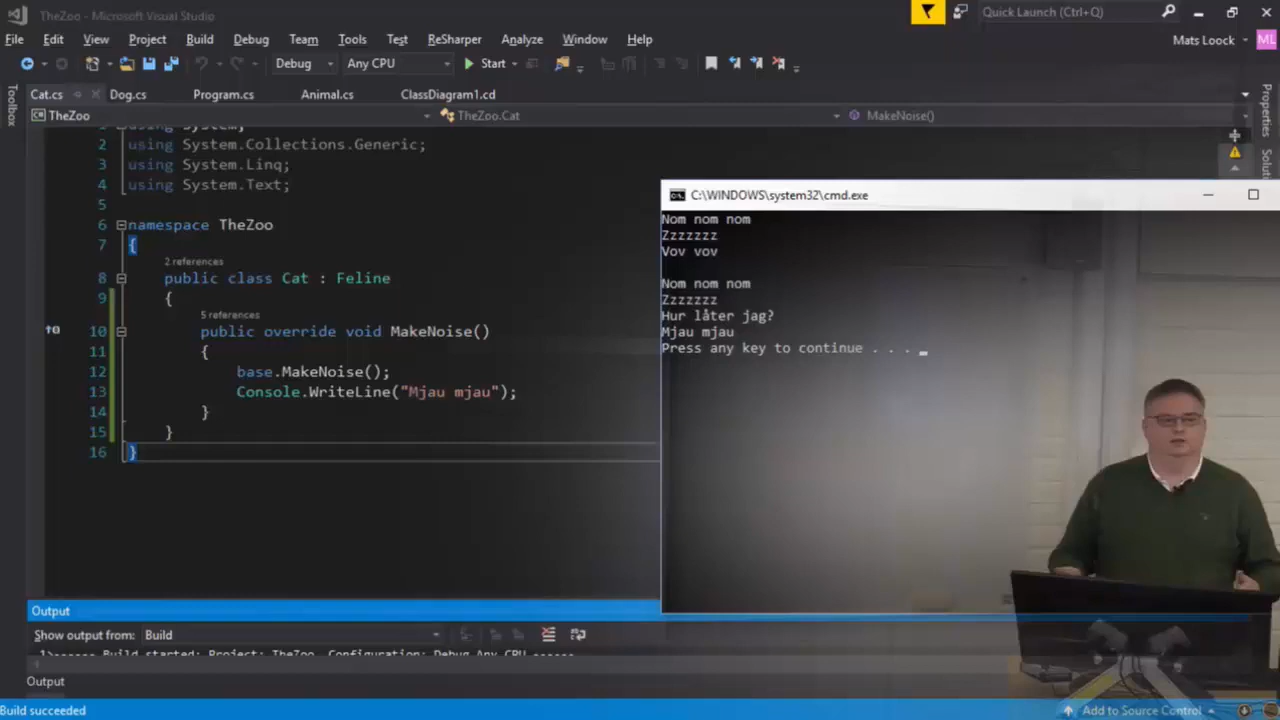 TheZoo - Microsoft Visual Studio
Quick Launch (Ctrl+Q)
File Edit View Project Build Debug Team Tools Test ReSharper Analyze Window Help
Mats Loock ML
Debug Any CPU Start
Toolbox
Cat.cs Dog.cs Program.cs Animal.cs ClassDiagram1.cd
Properties
TheZoo TheZoo.Cat MakeNoise()
1 using System;
2 using System.Collections.Generic;
3 using System.Linq;
4 using System.Text;
5
6 namespace TheZoo
7 {
2 references
8 public class Cat : Feline
9 {
5 references
10 public override void MakeNoise()
11 {
12 base.MakeNoise();
13 Console.WriteLine("Mjau mjau");
14 }
15 }
16 }
C:\WINDOWS\system32\cmd.exe
Nom nom nom
Zzzzzzz
Vov vov
Nom nom nom
Zzzzzzz
Hur låter jag?
Mjau mjau
Press any key to continue . . .
Output
Show output from: Build
1>------ Build started: Project: TheZoo, Configuration: Debug Any CPU ------
Output
Build succeeded
Add to Source Control